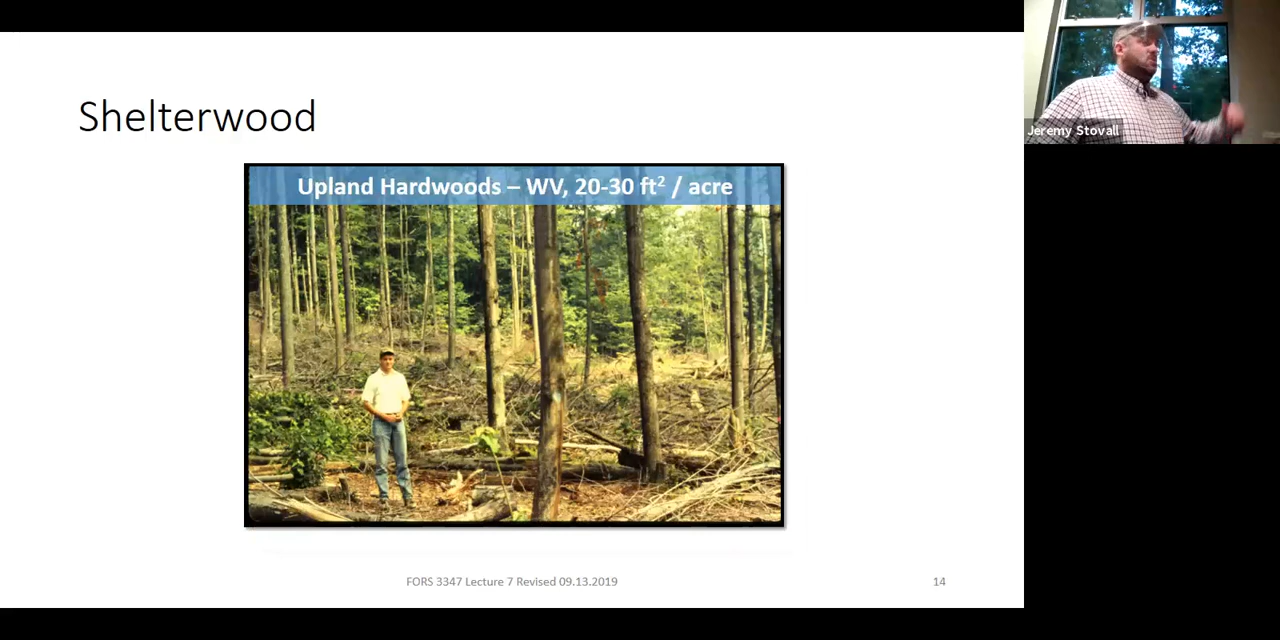 Shelterwood
Upland Hardwoods – WV, 20-30 ft² / acre
Jeremy Stovall
FORS 3347 Lecture 7 Revised 09.13.2019
14